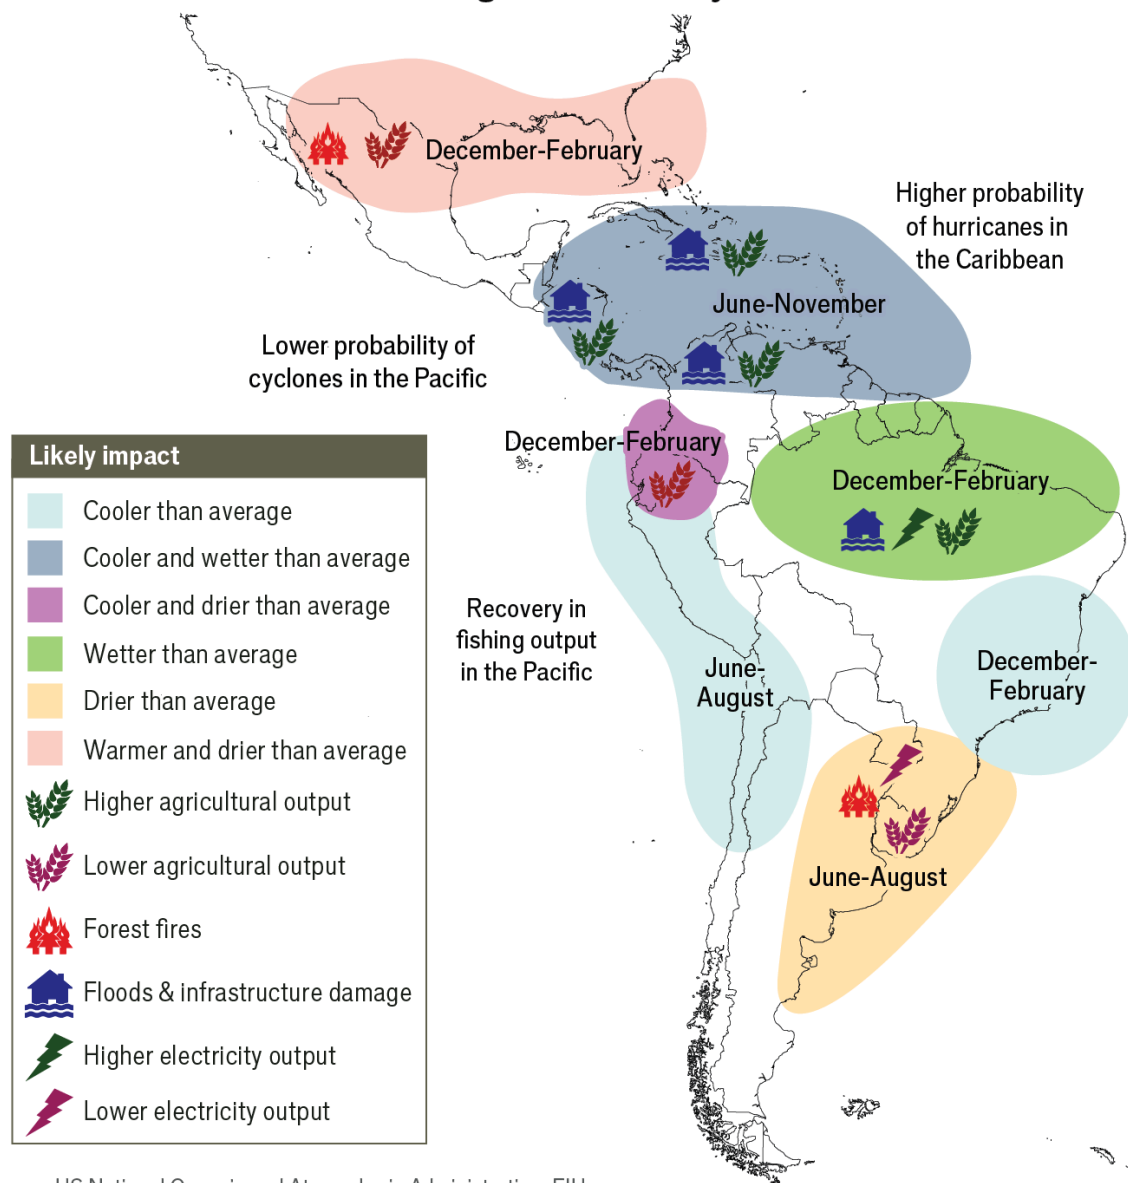 December-February
Higher probability
of hurricanes in
the Caribbean
June-November
Lower probability of
cyclones in the Pacific
December-February
December-February
Likely impact
Cooler than average
Cooler and wetter than average
Cooler and drier than average
Wetter than average
Drier than average
Warmer and drier than average
Higher agricultural output
Lower agricultural output
Forest fires
Floods & infrastructure damage
Higher electricity output
Lower electricity output
Recovery in
fishing output
in the Pacific
June-
August
December-
February
June-August